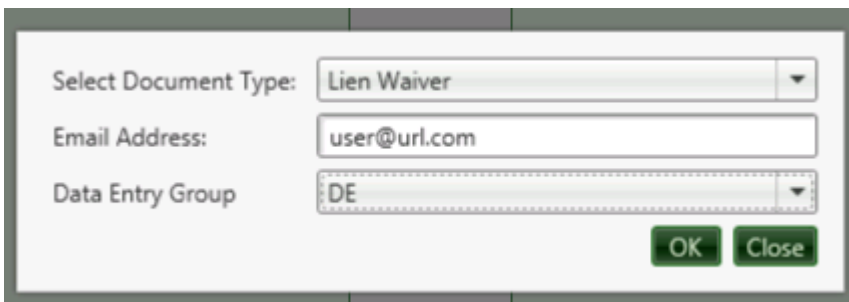 Select Document Type: Lien Waiver
Email Address: user@url.com
Data Entry Group DE
OK Close